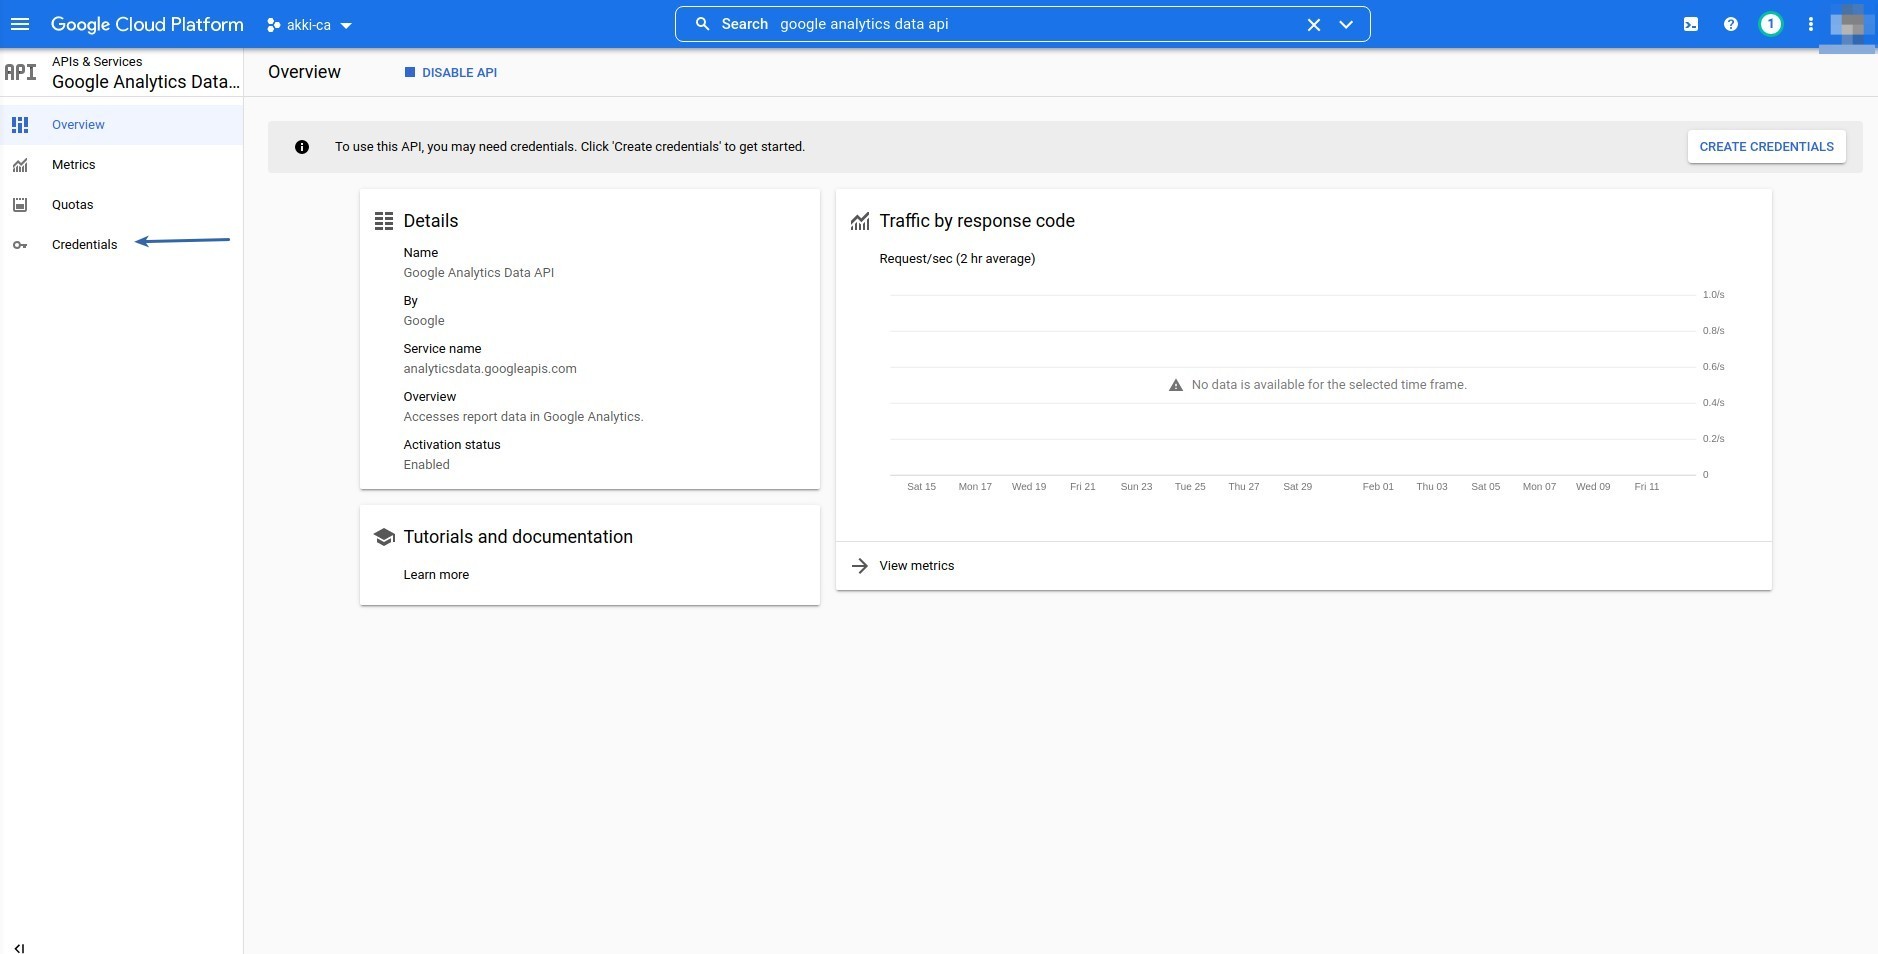 Google Cloud Platform
akki-ca
Search google analytics data api
1
API
APIs & Services
Google Analytics Data...
Overview
DISABLE API
Overview
Metrics
Quotas
Credentials
To use this API, you may need credentials. Click 'Create credentials' to get started.
CREATE CREDENTIALS
Details
Name
Google Analytics Data API
By
Google
Service name
analyticsdata.googleapis.com
Overview
Accesses report data in Google Analytics.
Activation status
Enabled
Tutorials and documentation
Learn more
Traffic by response code
Request/sec (2 hr average)
1.0/s
0.8/s
0.6/s
No data is available for the selected time frame.
0.4/s
0.2/s
0
Sat 15 Mon 17 Wed 19 Fri 21 Sun 23 Tue 25 Thu 27 Sat 29 Feb 01 Thu 03 Sat 05 Mon 07 Wed 09 Fri 11
View metrics